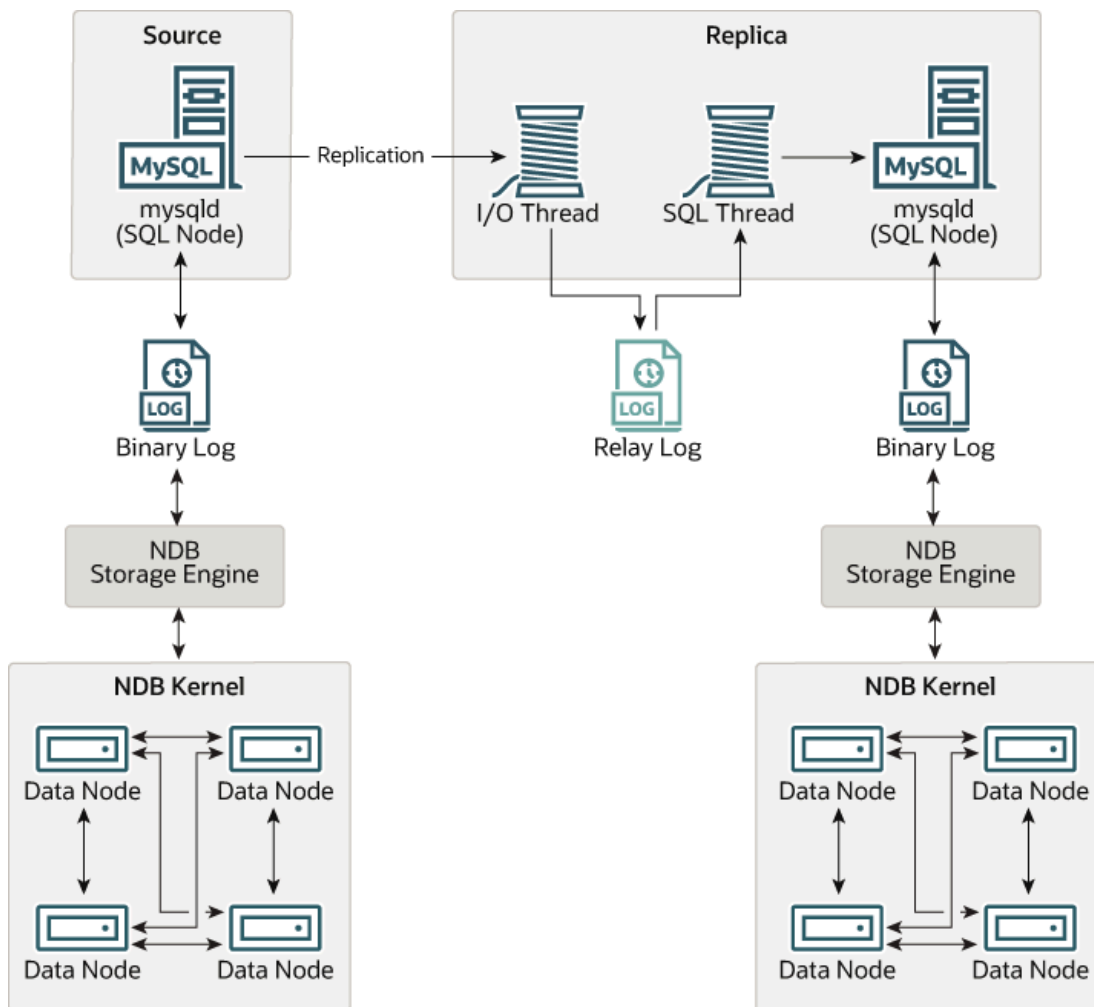 Source
Replica
MySQL
Replication
MySQL
mysqld
(SQL Node)
I/O Thread
SQL Thread
mysqld
(SQL Node)
LOG
LOG
LOG
Binary Log
Relay Log
Binary Log
NDB
Storage Engine
NDB
Storage Engine
NDB Kernel
NDB Kernel
Data Node
Data Node
Data Node
Data Node
Data Node
Data Node
Data Node
Data Node